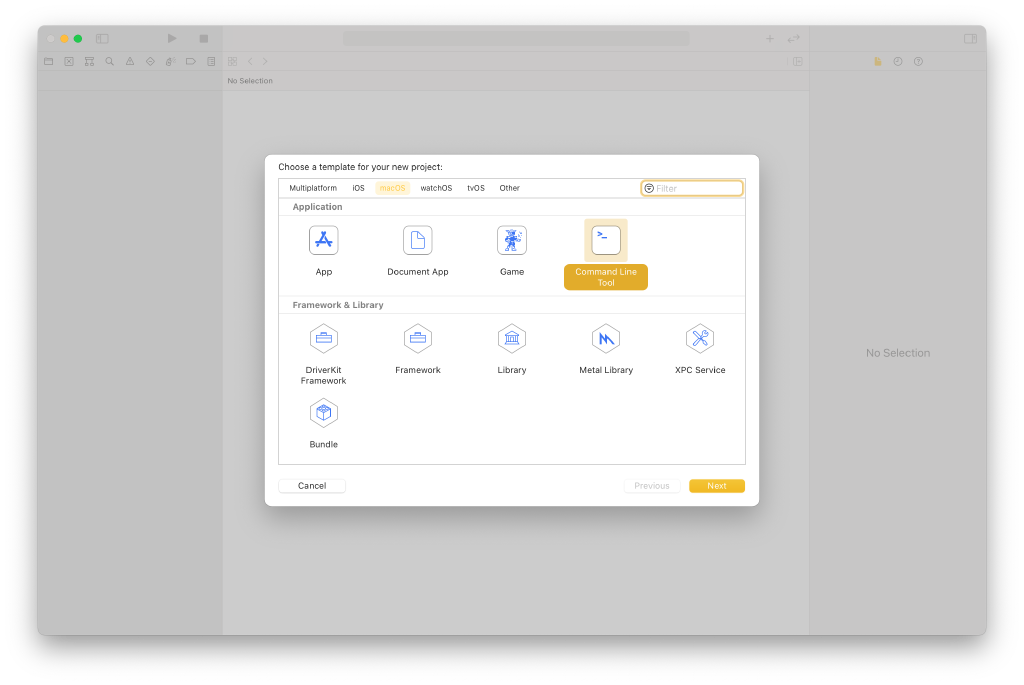 No Selection
Choose a template for your new project:
Multiplatform iOS macOS watchOS tvOS Other Filter
Application
App Document App Game Command Line
Tool
Framework & Library
No Selection
DriverKit Framework Library Metal Library XPC Service
Framework
Bundle
Cancel Previous Next